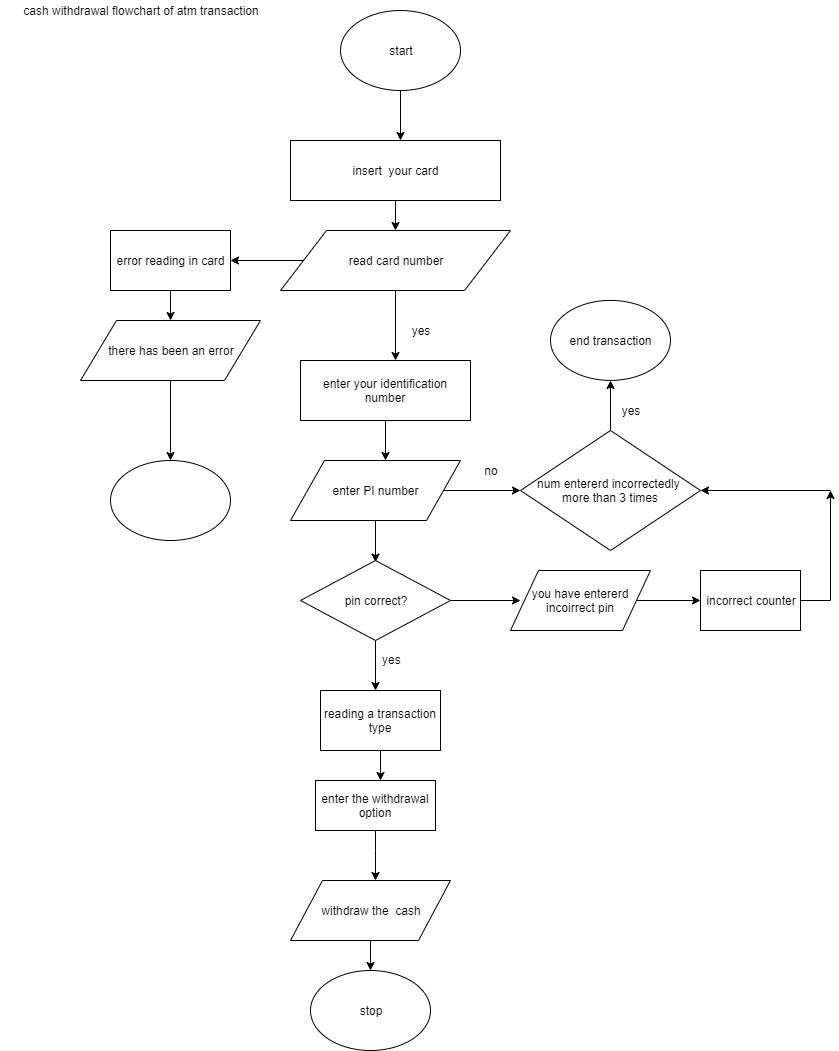 cash withdrawal flowchart of atm transaction
start
insert your card
error reading in card
read card number
there has been an error
yes
end transaction
enter your identification
number
yes
enter PI number
no
num entererd incorrectedly
more than 3 times
pin correct?
you have entererd
incoirrect pin
incorrect counter
yes
reading a transaction
type
enter the withdrawal
option
withdraw the cash
stop